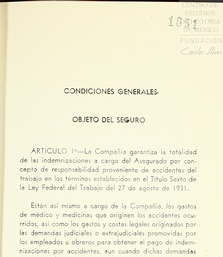 CENTRO DE
ESTUDIOS
DE HISTORIA
DE MEXICO
FUNDACIÓN
Carlos Slim
CONDICIONES GENERALES.
OBJETO DEL SEGURO
ARTICULO 1º—La Compañía garantiza la totalidad
de las indemnizaciones a cargo del Asegurado por con-
cepto de responsabilidad proveniente de accidentes del
trabajo en los términos establecidos en el Título Sexto de
la Ley Federal del Trabajo del 27 de agosto de 1931.
Están así mismo a cargo de la Compañía, los gastos
de médico y medicinas que originen los accidentes ocurri-
dos, así como los gastos y costas legales originados por
las demandas judiciales o extrajudiciales promovidas por
los empleados u obreros para obtener el pago de indem-
nizaciones por accidentes, aun cuando dichas demandas